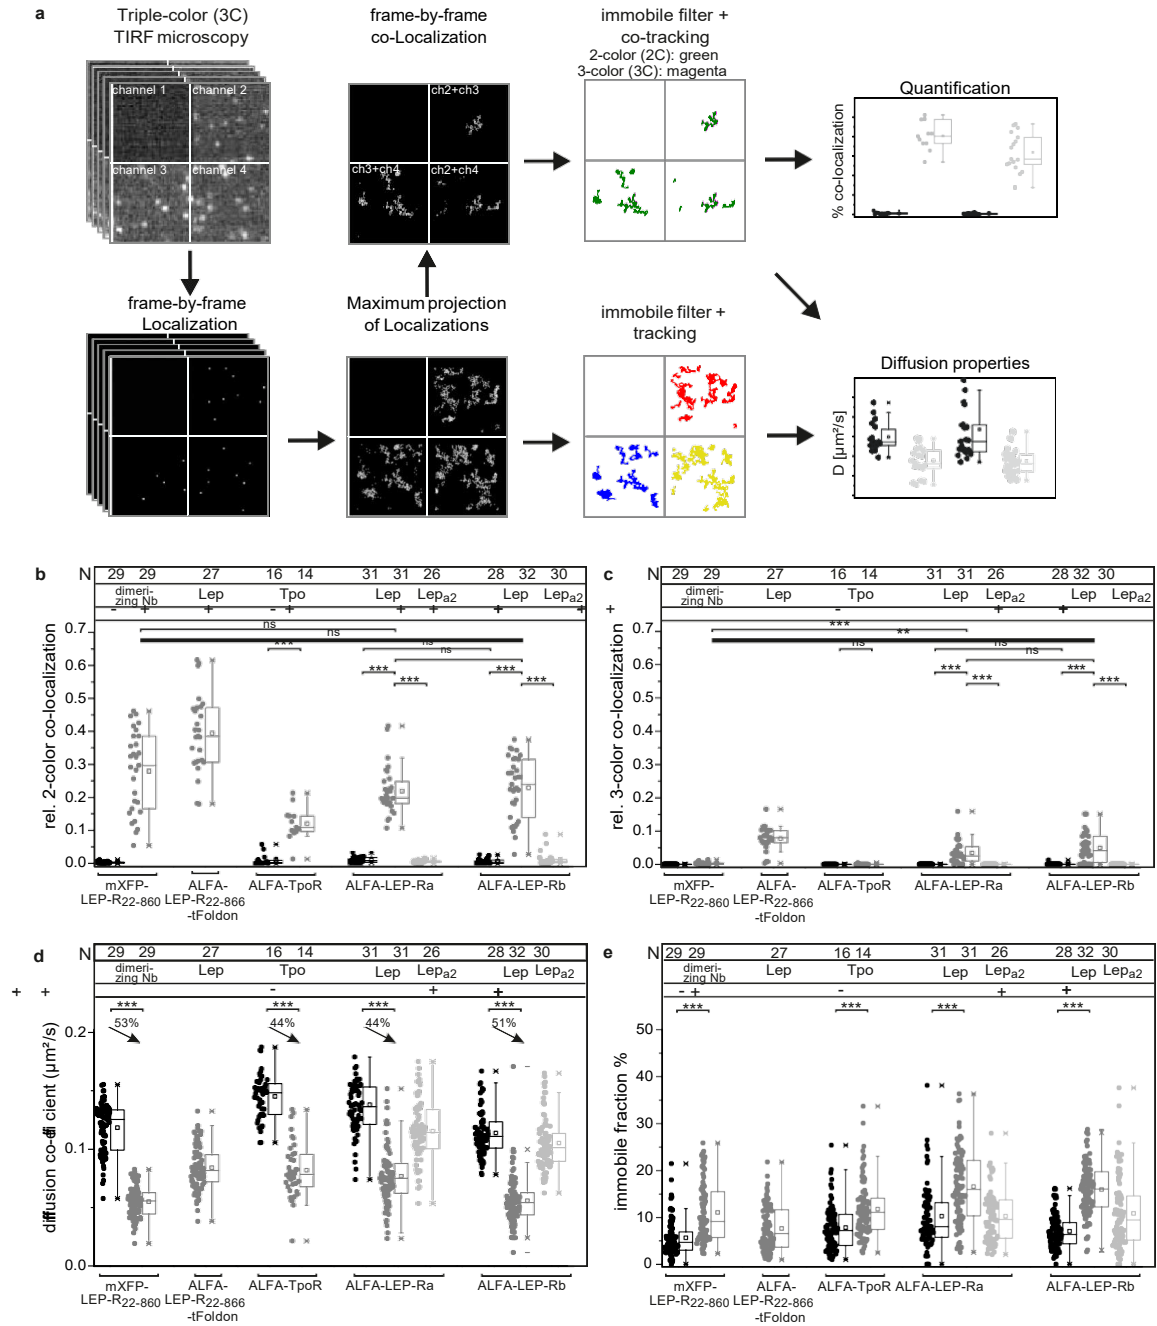 a
Triple-color (3C)
TIRF microscopy
frame-by-frame
co-Localization
immobile filter +
co-tracking
2-color (2C): green
3-color (3C): magenta
Quantification
channel 1
channel 2
channel 3
channel 4
ch2+ch3
ch3+ch4
ch2+ch4
% co-localization
frame-by-frame
Localization
Maximum projection
of Localizations
immobile filter +
tracking
Diffusion properties
D [µm²/s]
b
N 29 29 27 16 14 31 31 26 28 32 30
dimeri-
zing Nb
Lep Tpo Lep Lepa2 Lep Lepa2
- + + - + + + + +
ns
ns
*** ns
ns
*** *** *** ***
rel. 2-color co-localization
0.7
0.6
0.5
0.4
0.3
0.2
0.1
0.0
mXFP-
LEP-R22-860
ALFA-
LEP-R22-866
-tFoldon
ALFA-TpoR
ALFA-LEP-Ra
ALFA-LEP-Rb
c
N 29 29 27 16 14 31 31 26 28 32 30
dimeri-
zing Nb
Lep Tpo Lep Lepa2 Lep Lepa2
+ - + +
***
**
ns ns
ns
*** *** *** ***
rel. 3-color co-localization
0.7
0.6
0.5
0.4
0.3
0.2
0.1
0.0
mXFP-
LEP-R22-860
ALFA-
LEP-R22-866
-tFoldon
ALFA-TpoR
ALFA-LEP-Ra
ALFA-LEP-Rb
d
N 29 29 27 16 14 31 31 26 28 32 30
dimeri-
zing Nb
Lep Tpo Lep Lepa2 Lep Lepa2
+ + - + +
*** *** *** ***
53% 44% 44% 51%
diffusion co-effi cient (µm²/s)
0.2
0.1
0.0
mXFP-
LEP-R22-860
ALFA-
LEP-R22-866
-tFoldon
ALFA-TpoR
ALFA-LEP-Ra
ALFA-LEP-Rb
e
N 29 29 27 16 14 31 31 26 28 32 30
dimeri-
zing Nb
Lep Tpo Lep Lepa2 Lep Lepa2
- + - + +
*** *** *** ***
immobile fraction %
50
40
30
20
10
0
mXFP-
LEP-R22-860
ALFA-
LEP-R22-866
-tFoldon
ALFA-TpoR
ALFA-LEP-Ra
ALFA-LEP-Rb